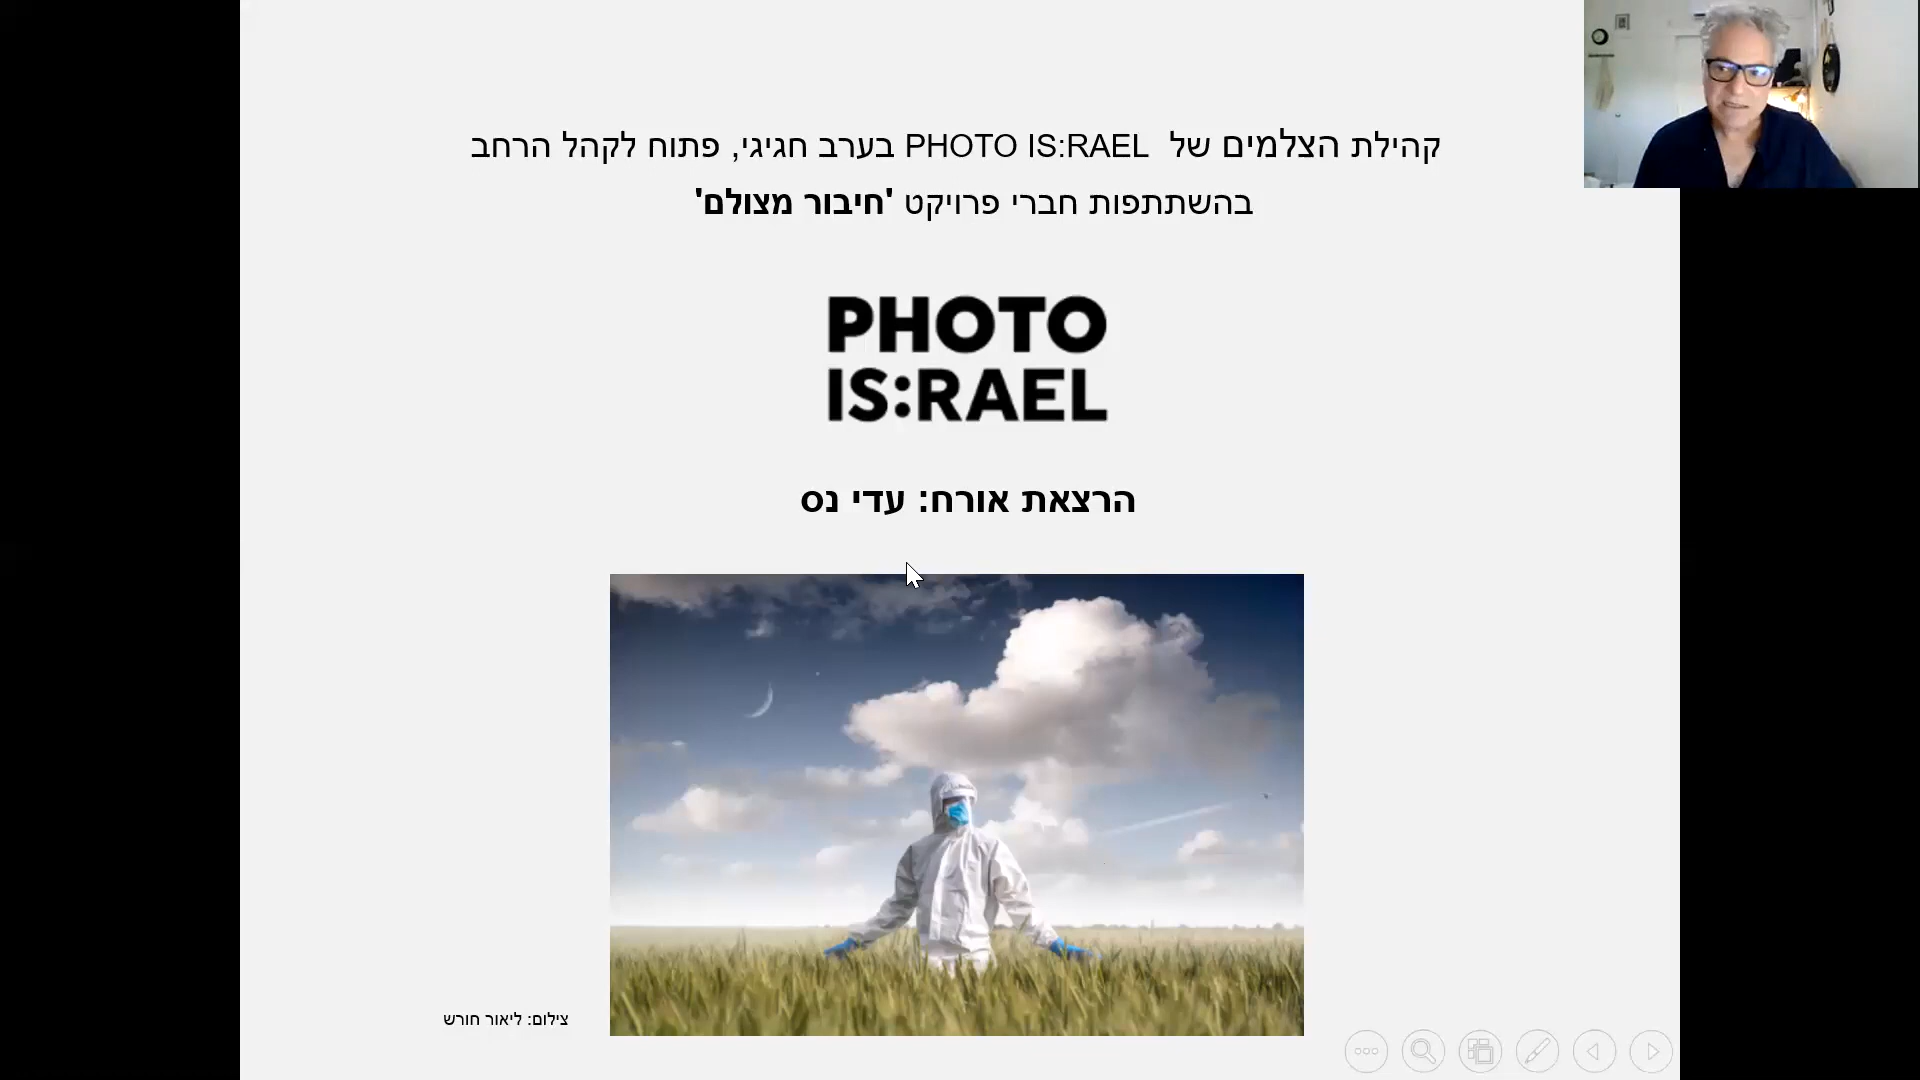 קהילת הצלמים של PHOTO IS:RAEL בערב חגיגי, פתוח לקהל הרחב
בהשתתפות חברי פרויקט 'חיבור מצולם'
PHOTO
IS:RAEL
הרצאת אורח: עדי נס
צילום: ליאור חורש